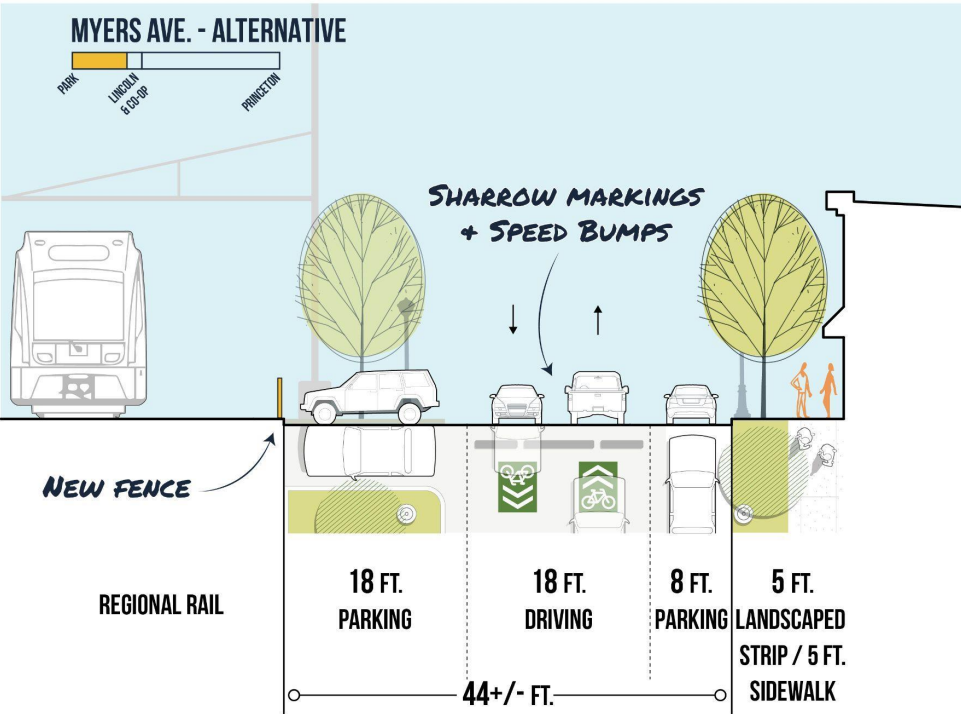 MYERS AVE. - ALTERNATIVE
PARK
LINCOLN
& CO-OP
PRINCETON
SHARROW MARKINGS
& SPEED BUMPS
NEW FENCE
REGIONAL RAIL
18 FT.
PARKING
18 FT.
DRIVING
8 FT.
PARKING
5 FT.
LANDSCAPED
STRIP / 5 FT.
SIDEWALK
44+/- FT.